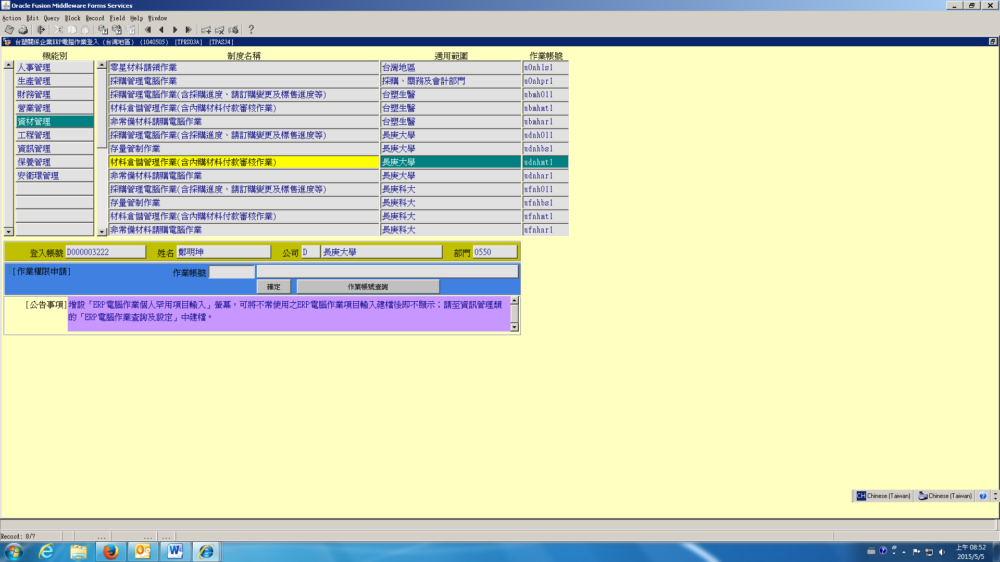 Oracle Fusion Middleware Forms Services
Action Edit Query Block Record Field Help Window
台塑關係企業ERP電腦作業登入 (台灣地區) (1040505) [TPRS03A] [TPAS34]
機能別 制度名稱 適用範圍 作業帳號
人事管理 零星材料請領作業 台灣地區 u0nhls1
生產管理 採購管理電腦作業 採購、關務及會計部門 u0nhpr1
財務管理 採購管理電腦作業(含採購進度、請訂購變更及標售進度等) 台塑生醫 ubmh011
營業管理 材料倉儲管理作業(含內購材料付款審核作業) 台塑生醫 ubmhmt1
資材管理 非常備材料請購電腦作業 台塑生醫 ubmhnr1
工程管理 採購管理電腦作業(含採購進度、請訂購變更及標售進度等) 長庚大學 udnh011
資訊管理 存量管制作業 長庚大學 udnhbs1
保養管理 材料倉儲管理作業(含內購材料付款審核作業) 長庚大學 udnhmt1
安衛環管理 非常備材料請購電腦作業 長庚大學 udnhnr1
採購管理電腦作業(含採購進度、請訂購變更及標售進度等) 長庚科大 ufnh011
存量管制作業 長庚科大 ufnhbs1
材料倉儲管理作業(含內購材料付款審核作業) 長庚科大 ufnhmt1
非常備材料請購電腦作業 長庚科大 ufnhnr1
登入帳號 D000003222 姓名 鄭明坤 公司 D 長庚大學 部門 0550
[作業權限申請] 作業帳號
確定 作業帳號查詢
[公告事項] 增設「ERP電腦作業個人罕用項目輸入」螢幕，可將不常使用之ERP電腦作業項目輸入建檔後即不顯示；請至資訊管理類
的「ERP電腦作業查詢及設定」中建檔。
CH Chinese (Taiwan) Chinese (Taiwan)
Record: 8/? ... ... ...
上午 08:52
2015/5/5